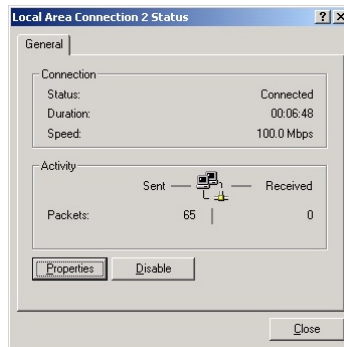 Local Area Connection 2 Status
General
Connection
Status: Connected
Duration: 00:06:48
Speed: 100.0 Mbps
Activity
Sent Received
Packets: 65 0
Properties Disable
Close